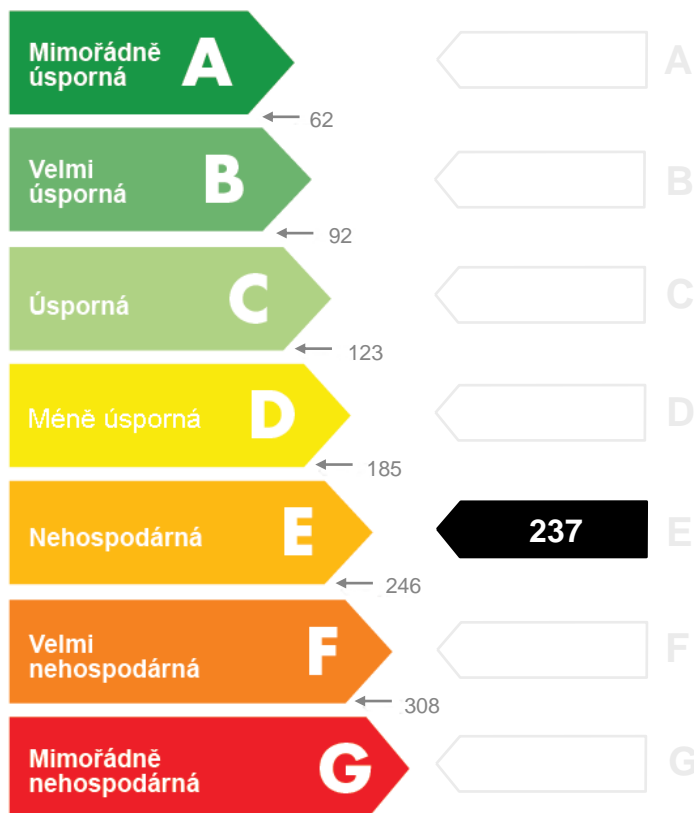 Mimořádně
úsporná A
A
62
Velmi
úsporná B
B
92
Úsporná C
C
123
Méně úsporná D
D
185
Nehospodárná E
237
E
246
Velmi
nehospodárná F
F
308
Mimořádně
nehospodárná G
G